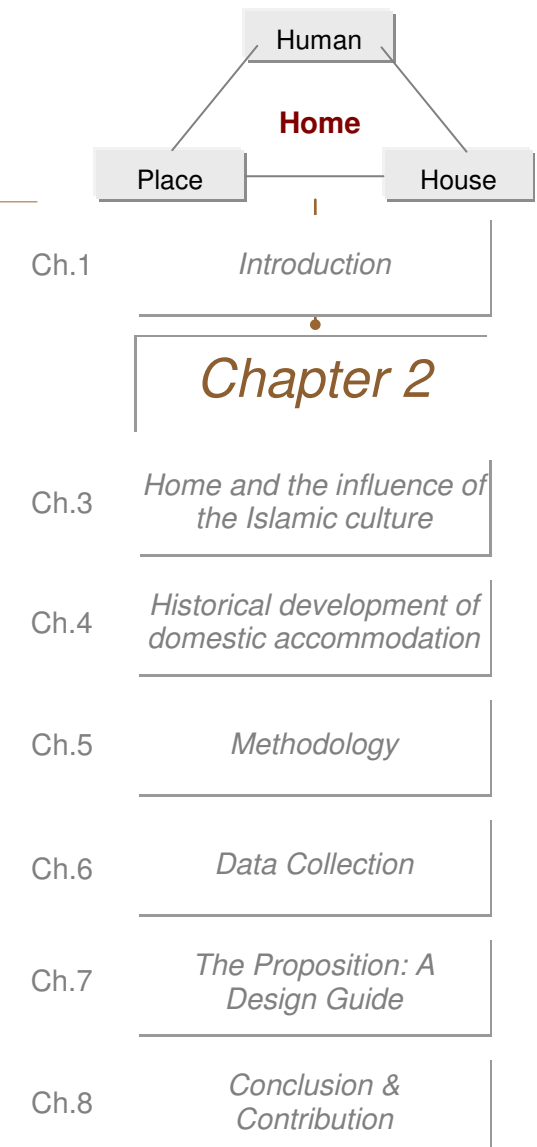 Human
Home
Place House
Ch.1 Introduction
Chapter 2
Ch.3 Home and the influence of
the Islamic culture
Ch.4 Historical development of
domestic accommodation
Ch.5 Methodology
Ch.6 Data Collection
Ch.7 The Proposition: A
Design Guide
Ch.8 Conclusion &
Contribution